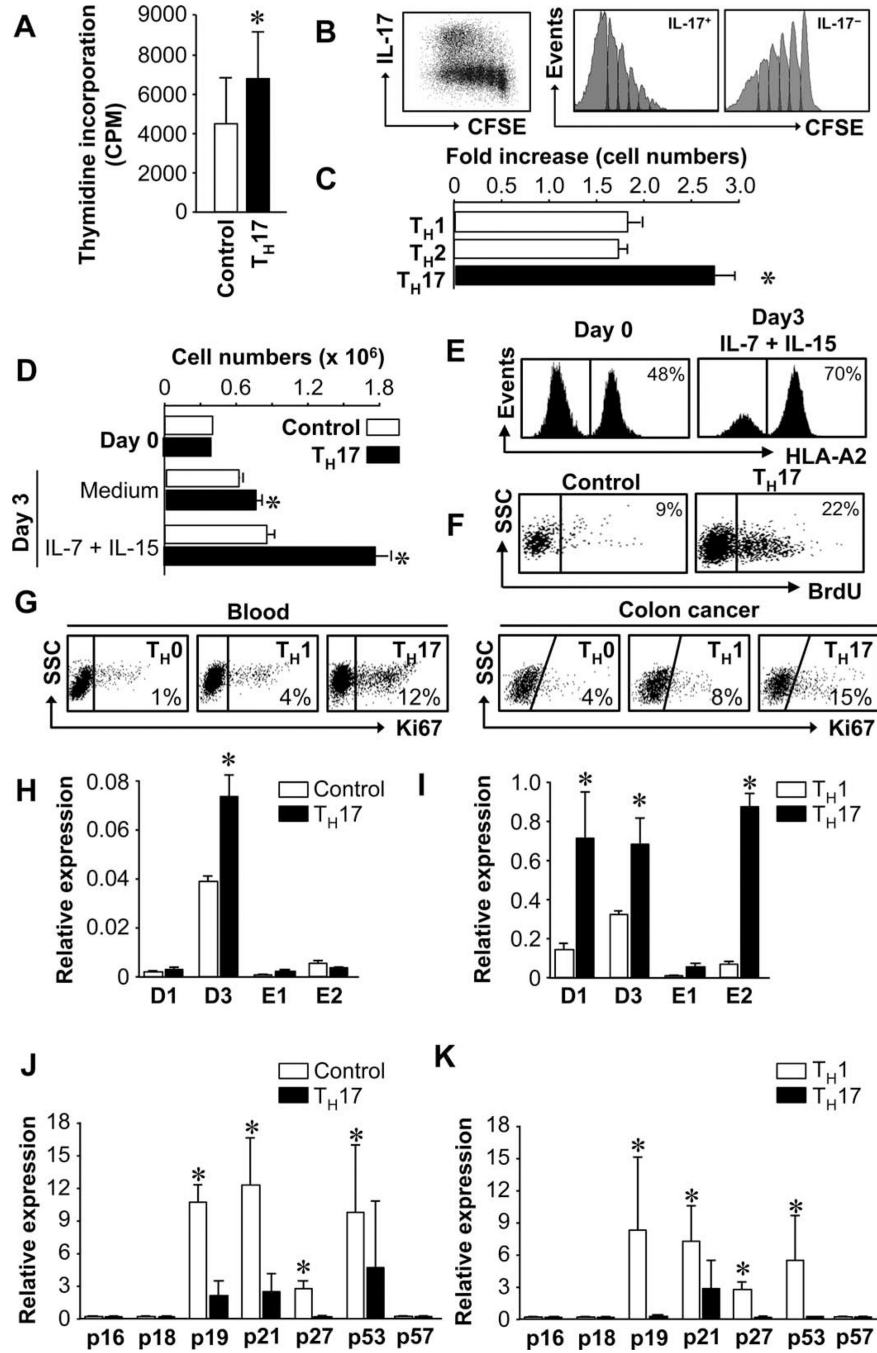 A
Thymidine incorporation
(CPM)
9000
8000
7000
6000
4000
2000
0
*
Control
TH17
B
IL-17
CFSE
Events
IL-17+
IL-17−
CFSE
C
Fold increase (cell numbers)
0 0.5 1.0 1.5 2.0 3.0
TH1
TH2
TH17
*
D
Cell numbers (x 10⁶)
0 0.6 1.2 1.8
Control
TH17
Day 0
Day 3
Medium
*
IL-7 + IL-15
*
E
Day 0
Day3
IL-7 + IL-15
Events
48%
70%
HLA-A2
F
Control
TH17
SSC
9%
22%
BrdU
G
Blood
SSC
TH0
1%
TH1
4%
TH17
12%
Ki67
Colon cancer
SSC
TH0
4%
TH1
8%
TH17
15%
Ki67
H
Relative expression
0.08
0.06
0.04
0.02
0
*
Control
TH17
D1 D3 E1 E2
I
Relative expression
1.0
0.8
0.6
0.4
0.2
0
* * *
TH1
TH17
D1 D3 E1 E2
J
Relative expression
18
15
12
9
6
3
0
Control
TH17
* * * *
p16 p18 p19 p21 p27 p53 p57
K
Relative expression
18
15
12
9
6
3
0
TH1
TH17
* * * *
p16 p18 p19 p21 p27 p53 p57